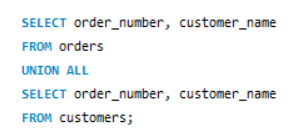 SELECT order_number, customer_name
FROM orders
UNION ALL
SELECT order_number, customer_name
FROM customers;